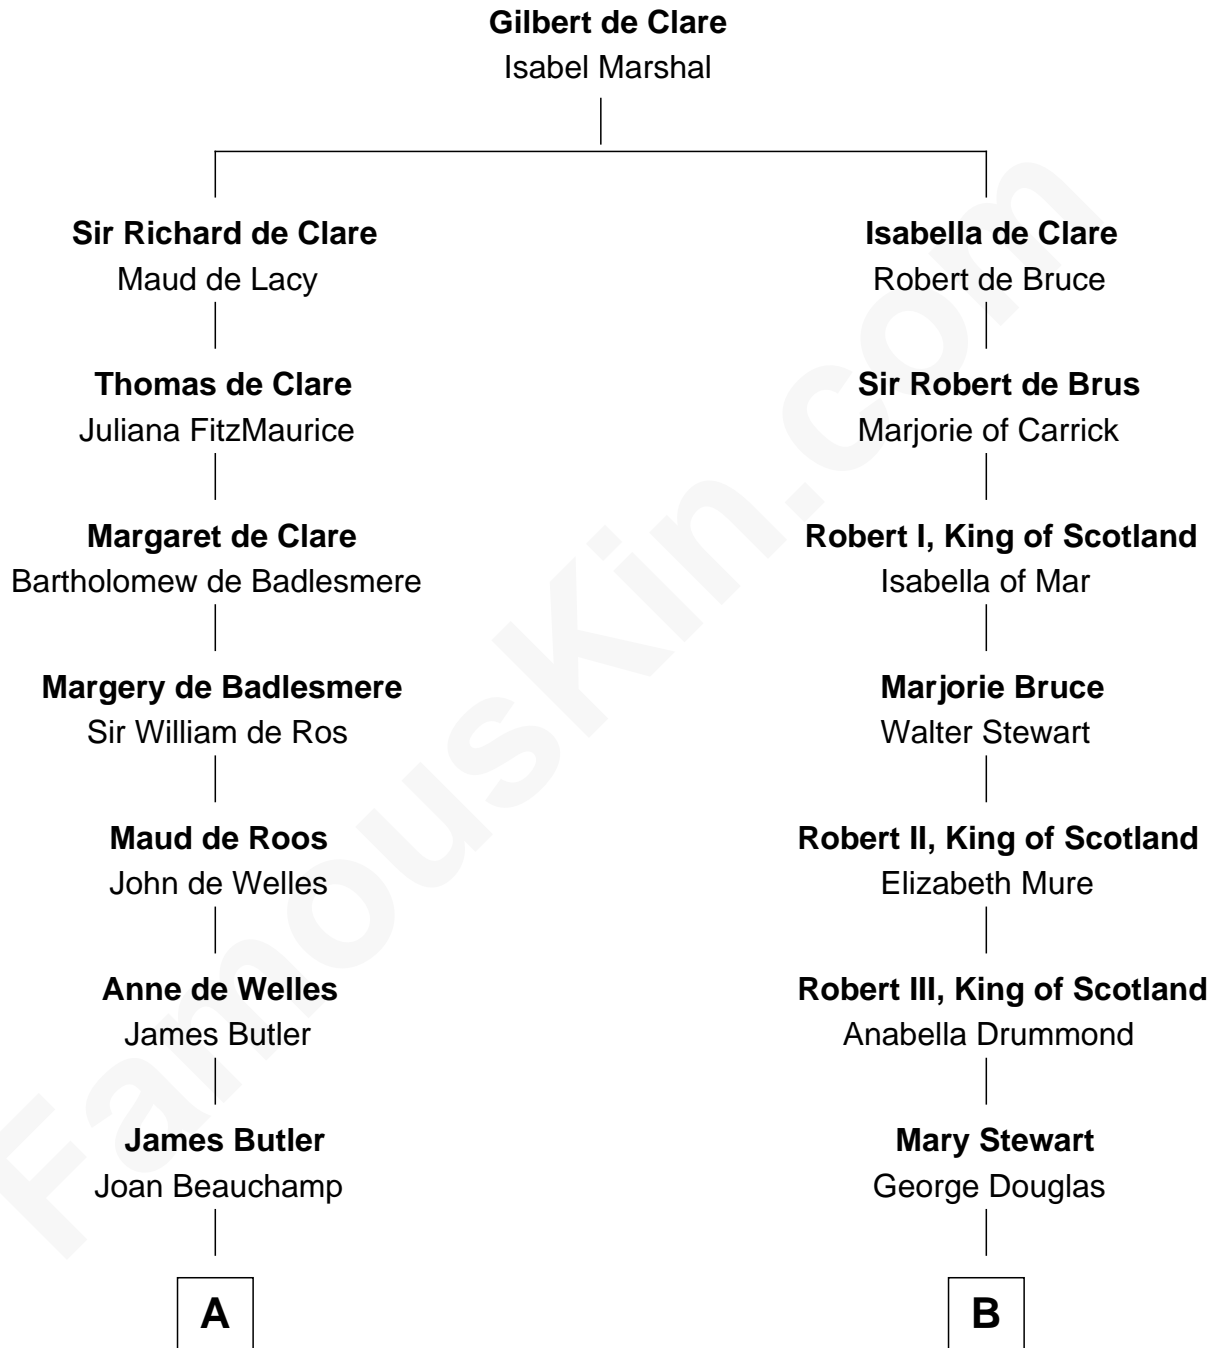 Gilbert de Clare
Isabel Marshal
Sir Richard de Clare
Maud de Lacy
Thomas de Clare
Juliana FitzMaurice
Margaret de Clare
Bartholomew de Badlesmere
Margery de Badlesmere
Sir William de Ros
Maud de Roos
John de Welles
Anne de Welles
James Butler
James Butler
Joan Beauchamp
A
Isabella de Clare
Robert de Bruce
Sir Robert de Brus
Marjorie of Carrick
Robert I, King of Scotland
Isabella of Mar
Marjorie Bruce
Walter Stewart
Robert II, King of Scotland
Elizabeth Mure
Robert III, King of Scotland
Anabella Drummond
Mary Stewart
George Douglas
B
FamousKin.com